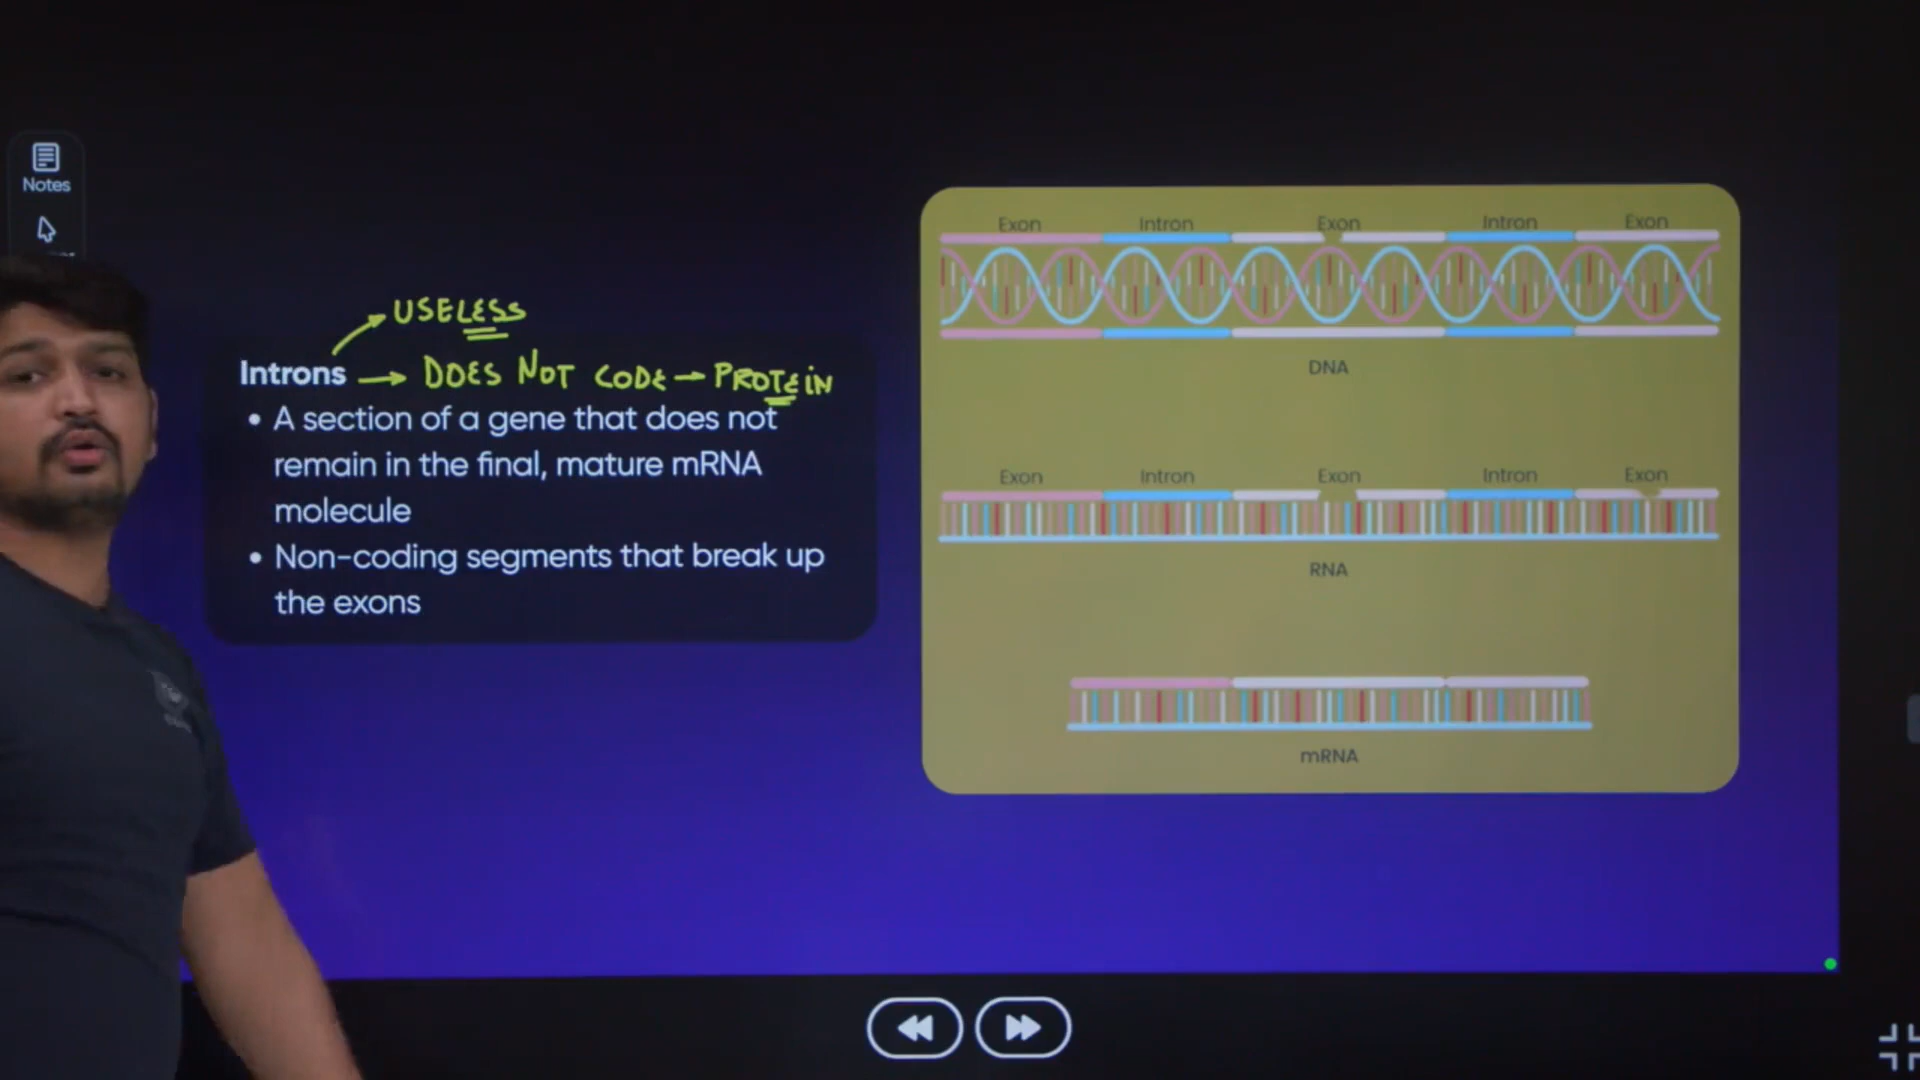 Notes
USELESS
Introns → DOES NOT CODE → PROTEIN
• A section of a gene that does not
remain in the final, mature mRNA
molecule
• Non-coding segments that break up
the exons
Exon Intron Exon Intron Exon
DNA
Exon Intron Exon Intron Exon
RNA
mRNA